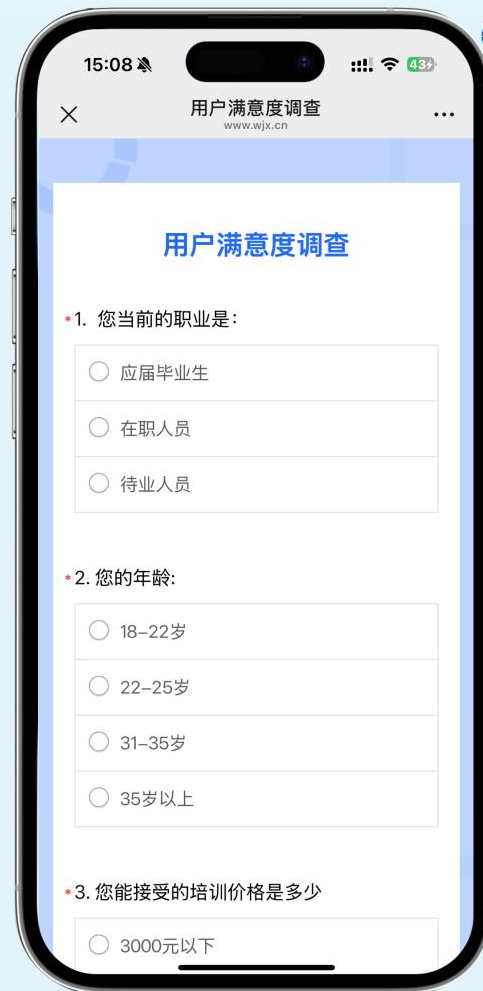 15:08
43
用户满意度调查
www.wjx.cn
用户满意度调查
*1. 您当前的职业是：
应届毕业生
在职人员
待业人员
*2. 您的年龄:
18–22岁
22–25岁
31–35岁
35岁以上
*3. 您能接受的培训价格是多少
3000元以下